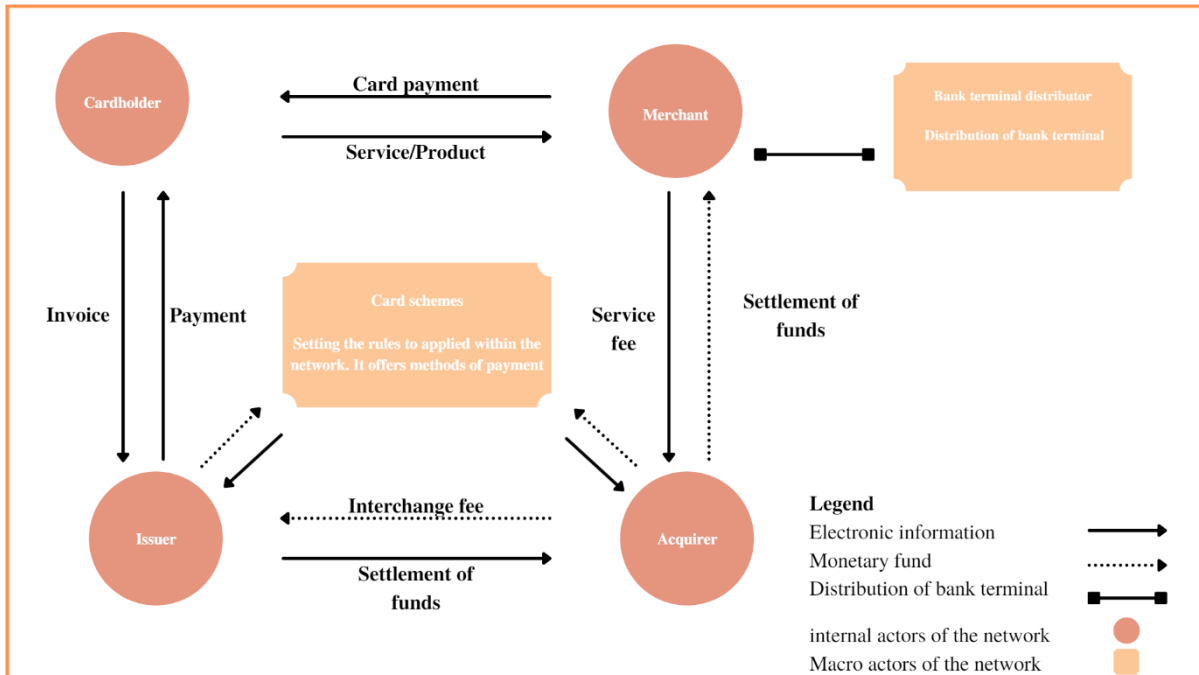 Cardholder
Card payment
Service/Product
Merchant
Bank terminal distributor
Distribution of bank terminal
Invoice
Payment
Card schemes
Setting the rules to applied within the
network. It offers methods of payment
Service
fee
Settlement of
funds
Issuer
Interchange fee
Settlement of
funds
Acquirer
Legend
Electronic information
Monetary fund
Distribution of bank terminal
internal actors of the network
Macro actors of the network